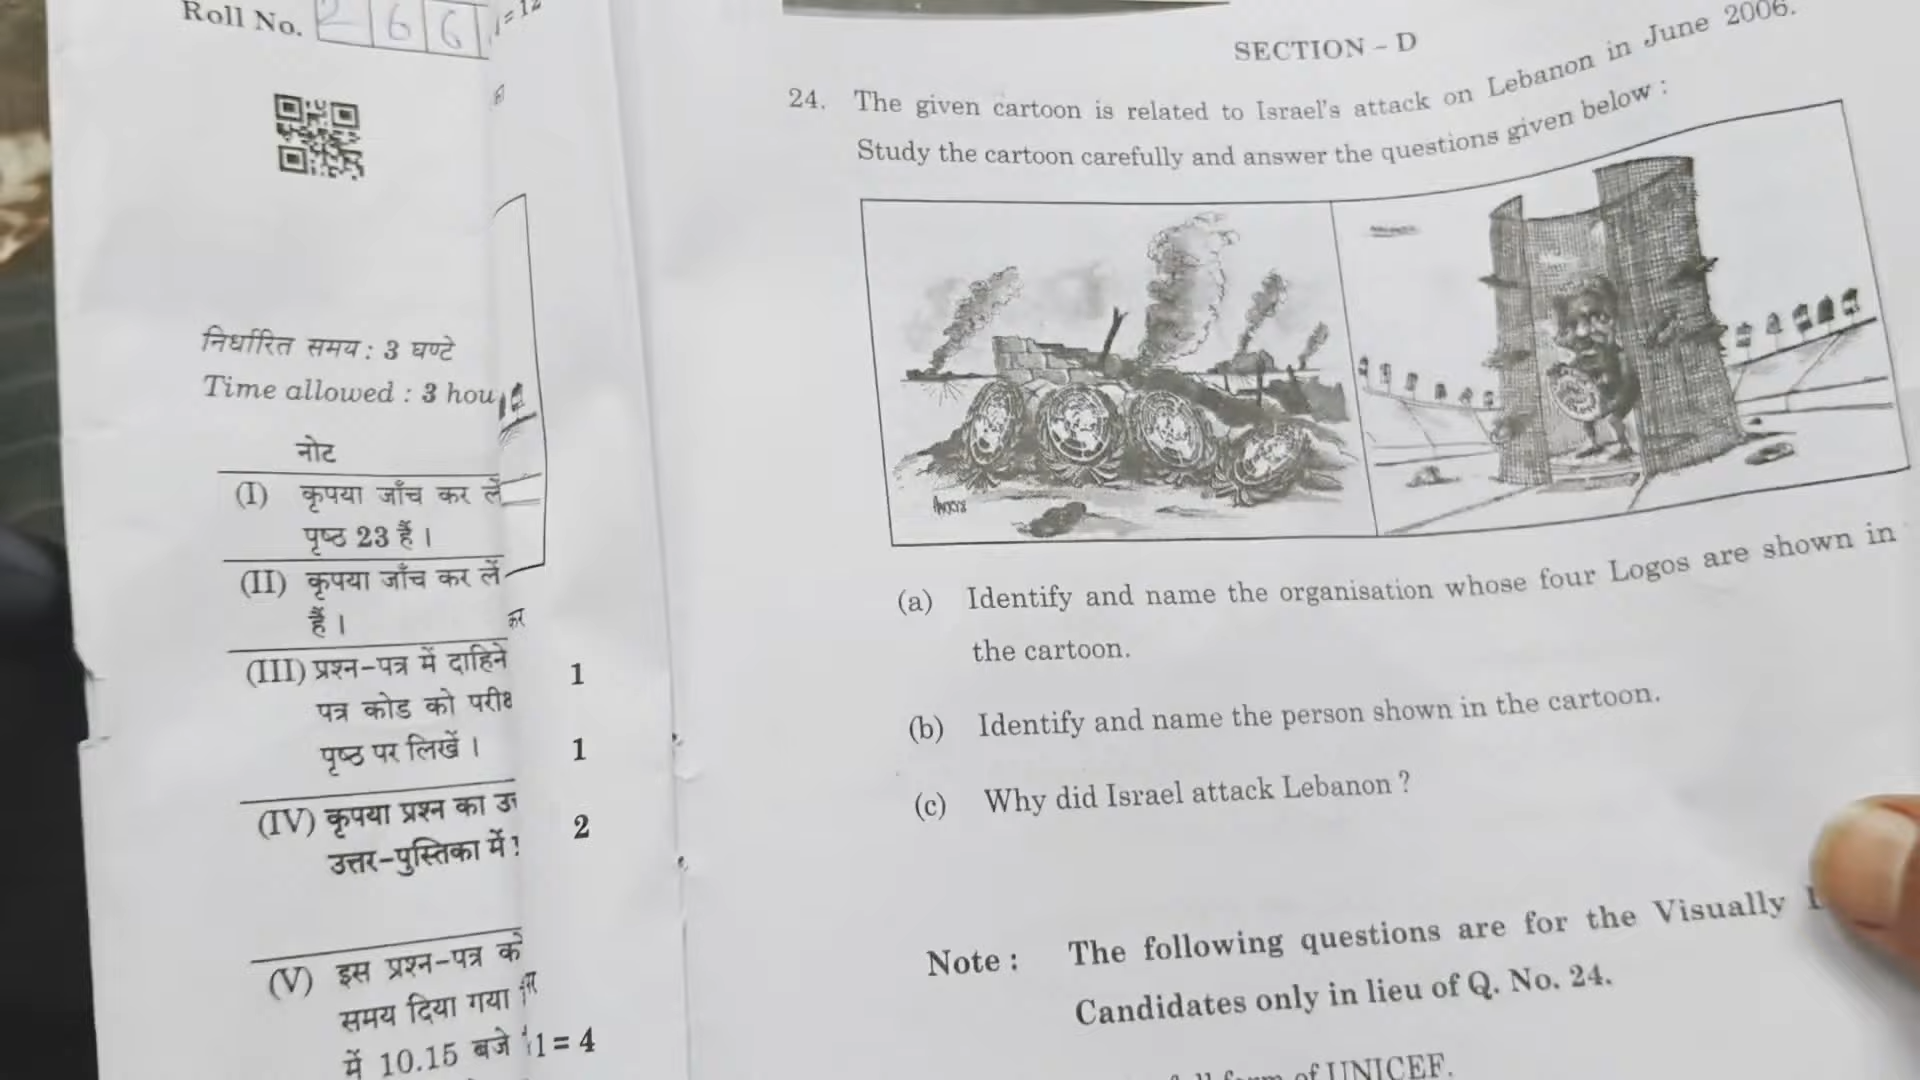 Roll No. 2 6 6
निर्धारित समय : 3 घण्टे
Time allowed : 3 hou
नोट
(I) कृपया जाँच कर लें
पृष्ठ 23 हैं ।
(II) कृपया जाँच कर लें
हैं ।
(III) प्रश्न-पत्र में दाहिने
पत्र कोड को
पृष्ठ पर लिखें ।
(IV) कृपया प्रश्न का
उत्तर-पुस्तिका में
(V) इस प्रश्न-पत्र को
समय दिया गया
में 10.15 बजे
1
1
2
1 = 4
SECTION – D
24. The given cartoon is related to Israel's attack on Lebanon in June 2006.
Study the cartoon carefully and answer the questions given below :
(a) Identify and name the organisation whose four Logos are shown in
the cartoon.
(b) Identify and name the person shown in the cartoon.
(c) Why did Israel attack Lebanon ?
Note : The following questions are for the Visually
Candidates only in lieu of Q. No. 24.
form of UNICEF.